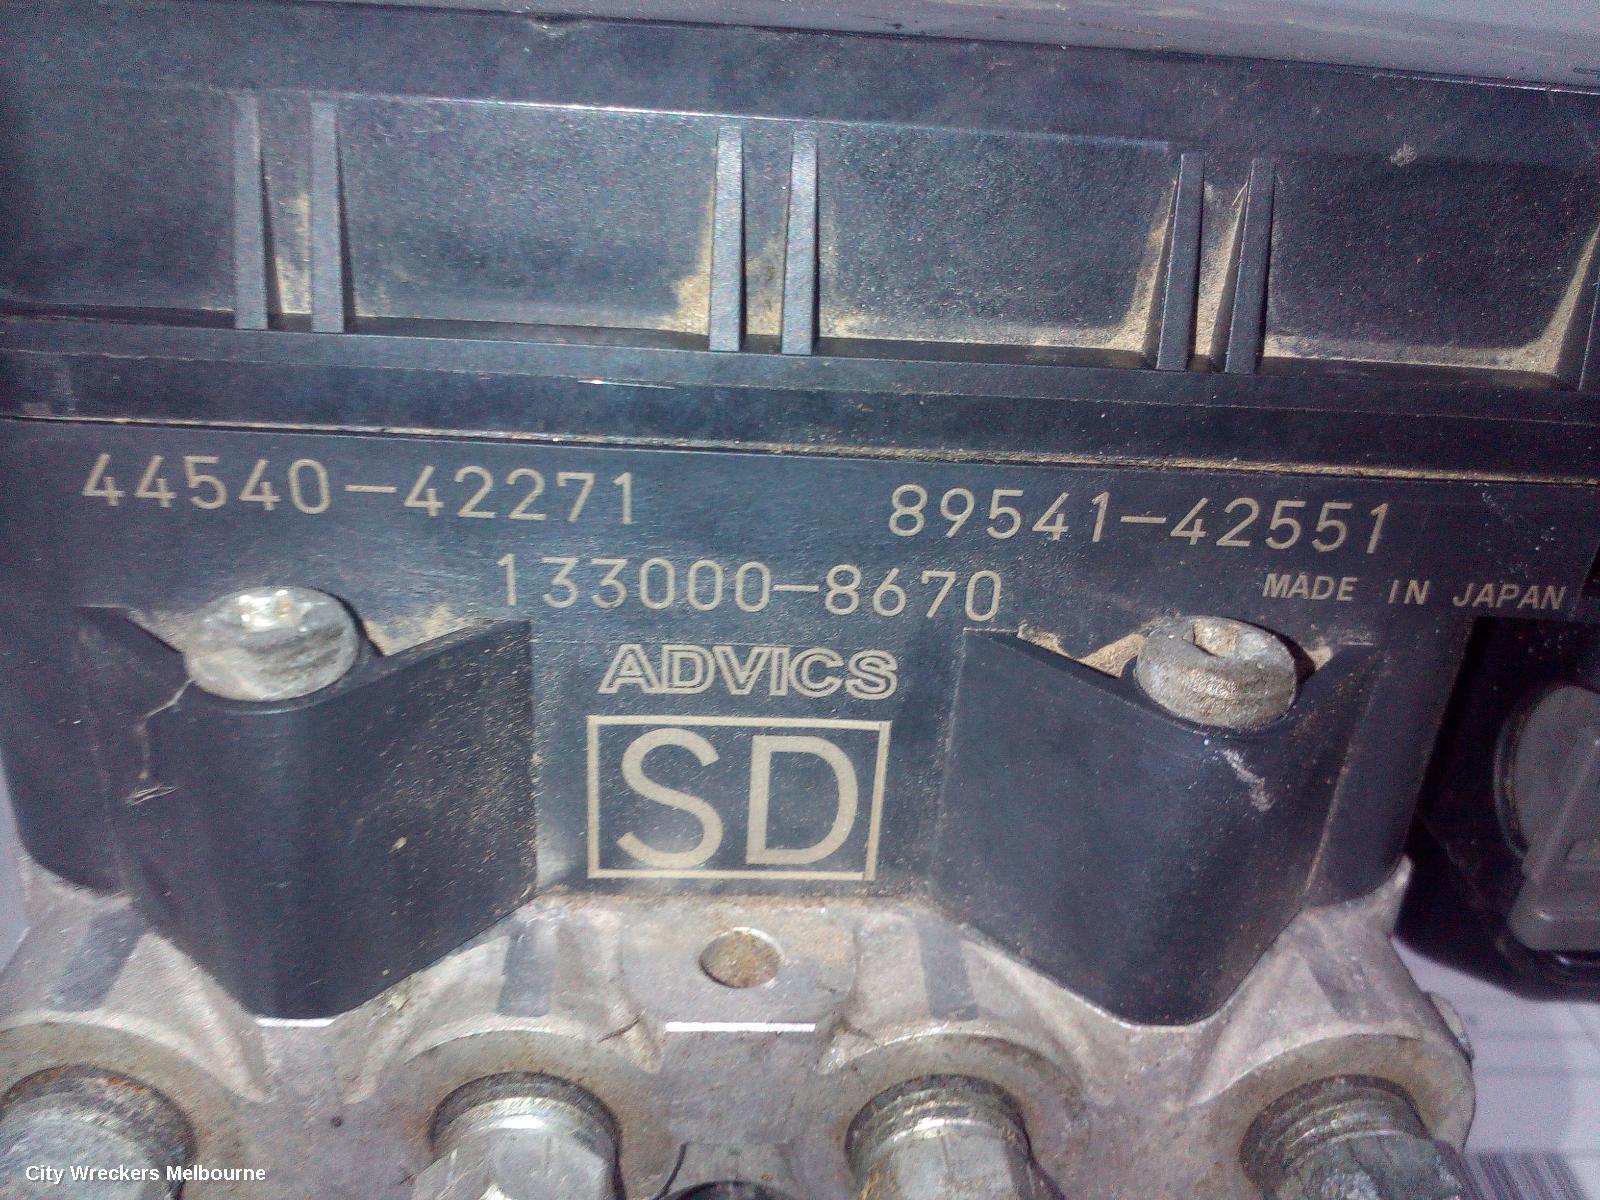 44540-42271 89541-42551
133000-8670
MADE IN JAPAN
ADVICS
SD
City Wreckers Melbourne